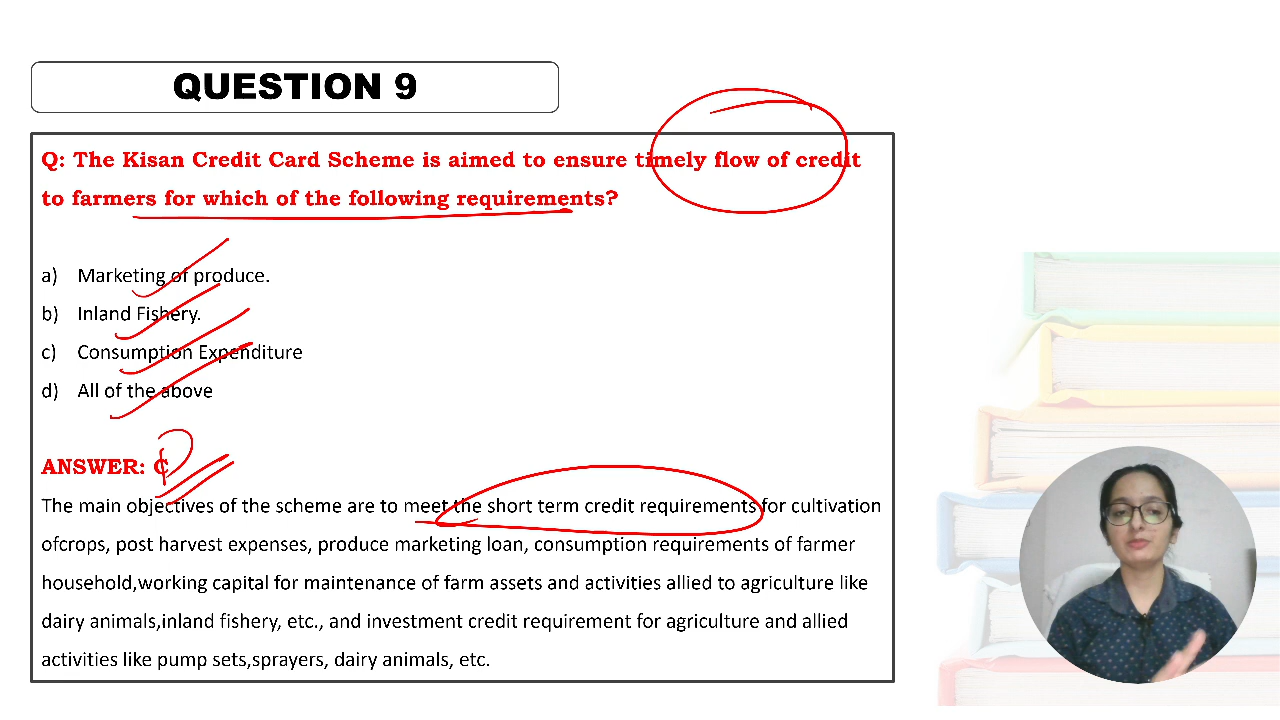 QUESTION 9
Q: The Kisan Credit Card Scheme is aimed to ensure timely flow of credit
to farmers for which of the following requirements?
a) Marketing of produce.
b) Inland Fishery.
c) Consumption Expenditure
d) All of the above
ANSWER: C D
The main objectives of the scheme are to meet the short term credit requirements for cultivation
ofcrops, post harvest expenses, produce marketing loan, consumption requirements of farmer
household,working capital for maintenance of farm assets and activities allied to agriculture like
dairy animals,inland fishery, etc., and investment credit requirement for agriculture and allied
activities like pump sets,sprayers, dairy animals, etc.